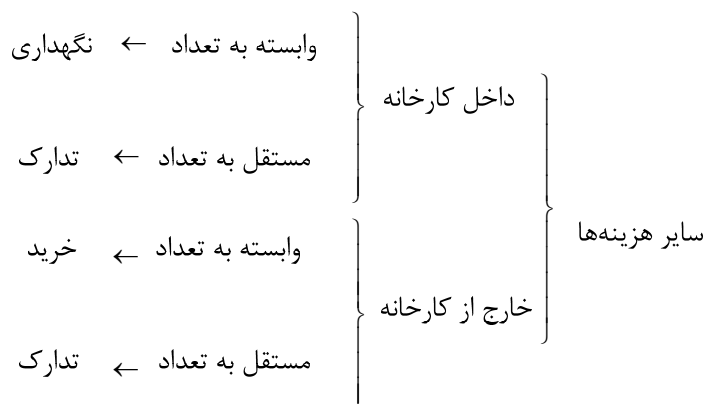 وابسته به تعداد ← نگهداری
داخل کارخانه
مستقل به تعداد ← تدارک
سایر هزینه‌ها
وابسته به تعداد ← خرید
خارج از کارخانه
مستقل به تعداد ← تدارک